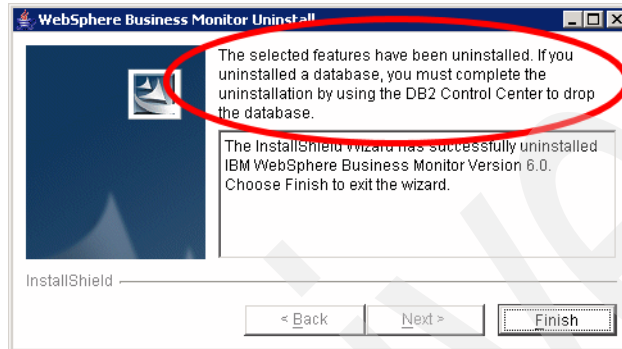 WebSphere Business Monitor Uninstall
The selected features have been uninstalled. If you
uninstalled a database, you must complete the
uninstallation by using the DB2 Control Center to drop
the database.
The InstallShield Wizard has successfully uninstalled
IBM WebSphere Business Monitor Version 6.0.
Choose Finish to exit the wizard.
InstallShield
< Back Next > Finish